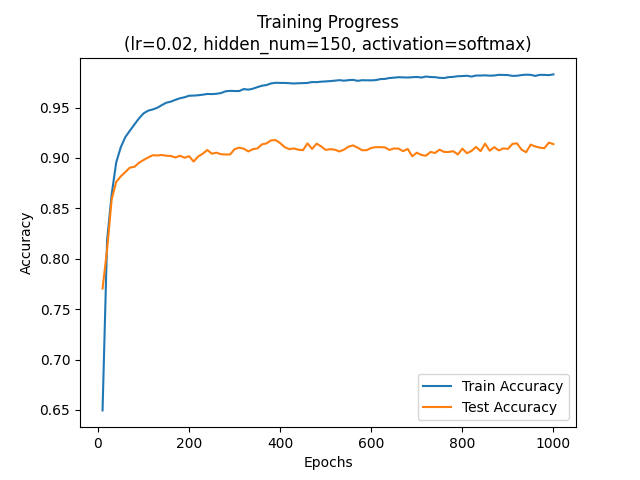 Training Progress
(lr=0.02, hidden_num=150, activation=softmax)
Accuracy
0.95
0.90
0.85
0.80
0.75
0.70
0.65
Train Accuracy
Test Accuracy
0 200 400 600 800 1000
Epochs